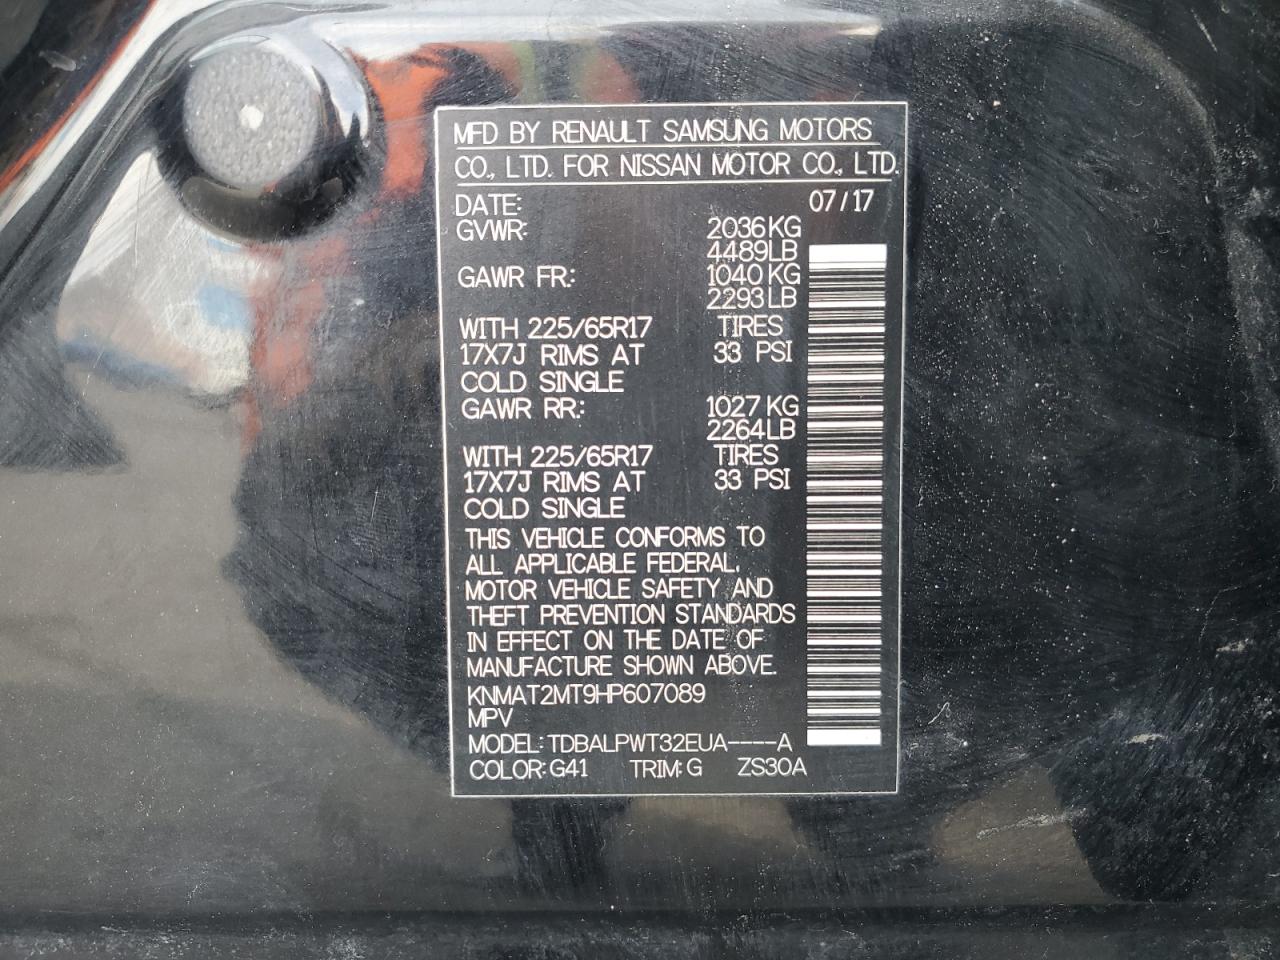 MFD BY RENAULT SAMSUNG MOTORS
CO., LTD. FOR NISSAN MOTOR CO., LTD.
DATE: 07/17
GVWR: 2036KG
4489LB
GAWR FR: 1040KG
2293LB
WITH 225/65R17 TIRES
17X7J RIMS AT 33 PSI
COLD SINGLE
GAWR RR: 1027KG
2264LB
WITH 225/65R17 TIRES
17X7J RIMS AT 33 PSI
COLD SINGLE
THIS VEHICLE CONFORMS TO
ALL APPLICABLE FEDERAL.
MOTOR VEHICLE SAFETY AND
THEFT PREVENTION STANDARDS
IN EFFECT ON THE DATE OF
MANUFACTURE SHOWN ABOVE.
KNMAT2MT9HP607089
MPV
MODEL: TDBALPWT32EUA----A
COLOR: G41 TRIM: G ZS30A